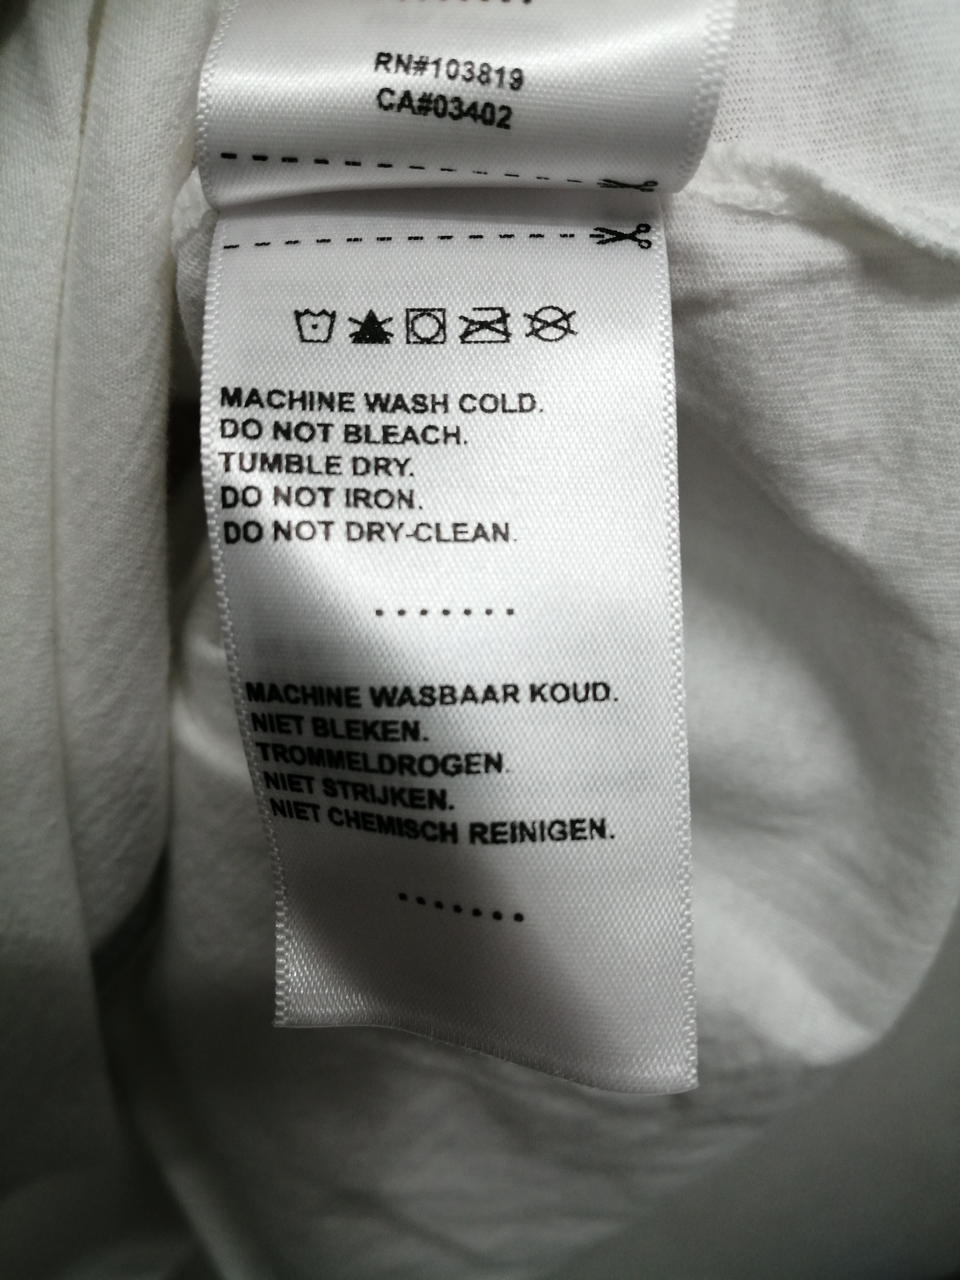 RN#103819
CA#03402
MACHINE WASH COLD.
DO NOT BLEACH.
TUMBLE DRY.
DO NOT IRON.
DO NOT DRY-CLEAN.
.......
MACHINE WASBAAR KOUD.
NIET BLEKEN.
TROMMELDROGEN.
NIET STRIJKEN.
NIET CHEMISCH REINIGEN.
.......